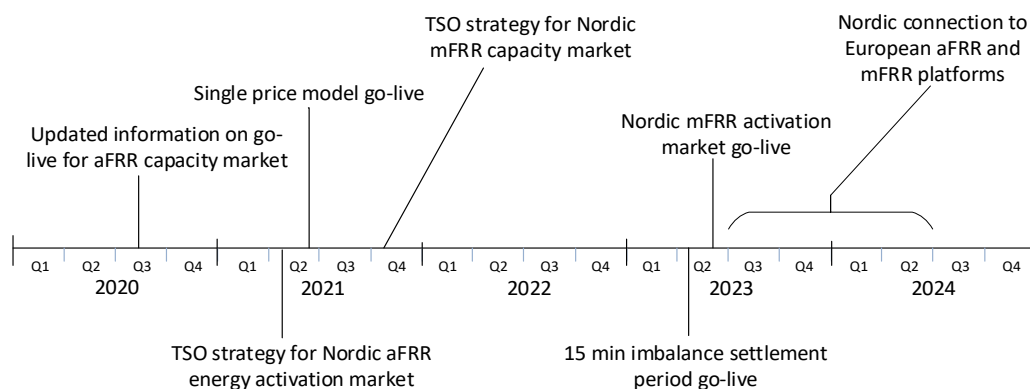 TSO strategy for Nordic
mFRR capacity market
Nordic connection to
European aFRR and
mFRR platforms
Single price model go-live
Updated information on go-
live for aFRR capacity market
Nordic mFRR activation
market go-live
Q1 Q2 Q3 Q4 Q1 Q2 Q3 Q4 Q1 Q2 Q3 Q4 Q1 Q2 Q3 Q4 Q1 Q2 Q3 Q4
2020 2021 2022 2023 2024
TSO strategy for Nordic aFRR
energy activation market
15 min imbalance settlement
period go-live